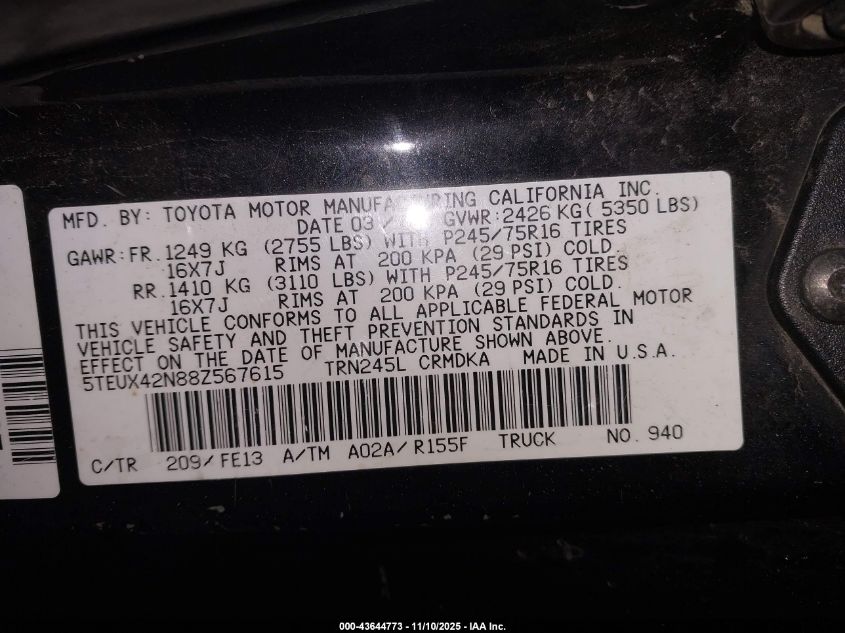 MFD. BY: TOYOTA MOTOR MANUFACTURING CALIFORNIA INC.
DATE 03/ GVWR:2426 KG( 5350 LBS)
GAWR:FR. 1249 KG (2755 LBS) WITH P245/75R16 TIRES
16X7J RIMS AT 200 KPA (29 PSI) COLD.
RR. 1410 KG (3110 LBS) WITH P245/75R16 TIRES
16X7J RIMS AT 200 KPA (29 PSI) COLD.
THIS VEHICLE CONFORMS TO ALL APPLICABLE FEDERAL MOTOR
VEHICLE SAFETY AND THEFT PREVENTION STANDARDS IN
EFFECT ON THE DATE OF MANUFACTURE SHOWN ABOVE.
5TEUX42N88Z567615 TRN245L CRMDKA MADE IN U.S.A.
C/TR 209/FE13 A/TM A02A/R155F TRUCK NO. 940
000-43644773 - 11/10/2025 - IAA Inc.